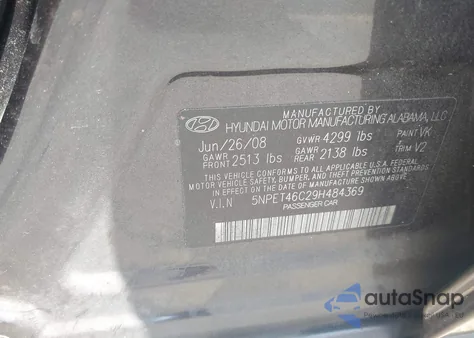 MANUFACTURED BY
HYUNDAI MOTOR MANUFACTURING ALABAMA, LLC
Jun/26/08 GVWR 4299 lbs PAINT VK
GAWR FRONT 2513 lbs GAWR REAR 2138 lbs TRIM V2
THIS VEHICLE CONFORMS TO ALL APPLICABLE U.S. FEDERAL MOTOR
VEHICLE SAFETY, BUMPER, AND THEFT PREVENTION STANDARDS
IN EFFECT ON THE DATE OF MANUFACTURE SHOWN ABOVE.
V.I.N 5NPET46C29H484369
PASSENGER CAR
autoSnap